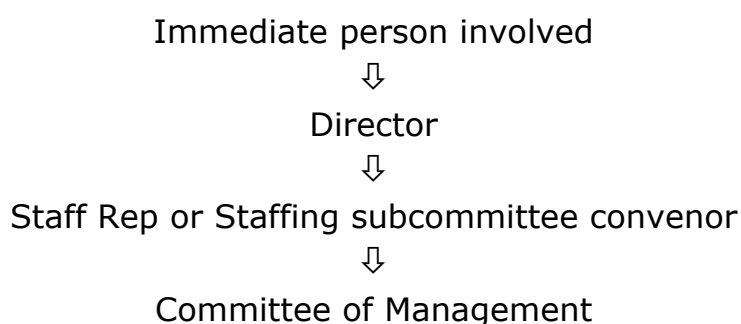 Immediate person involved
⇩
Director
⇩
Staff Rep or Staffing subcommittee convenor
⇩
Committee of Management